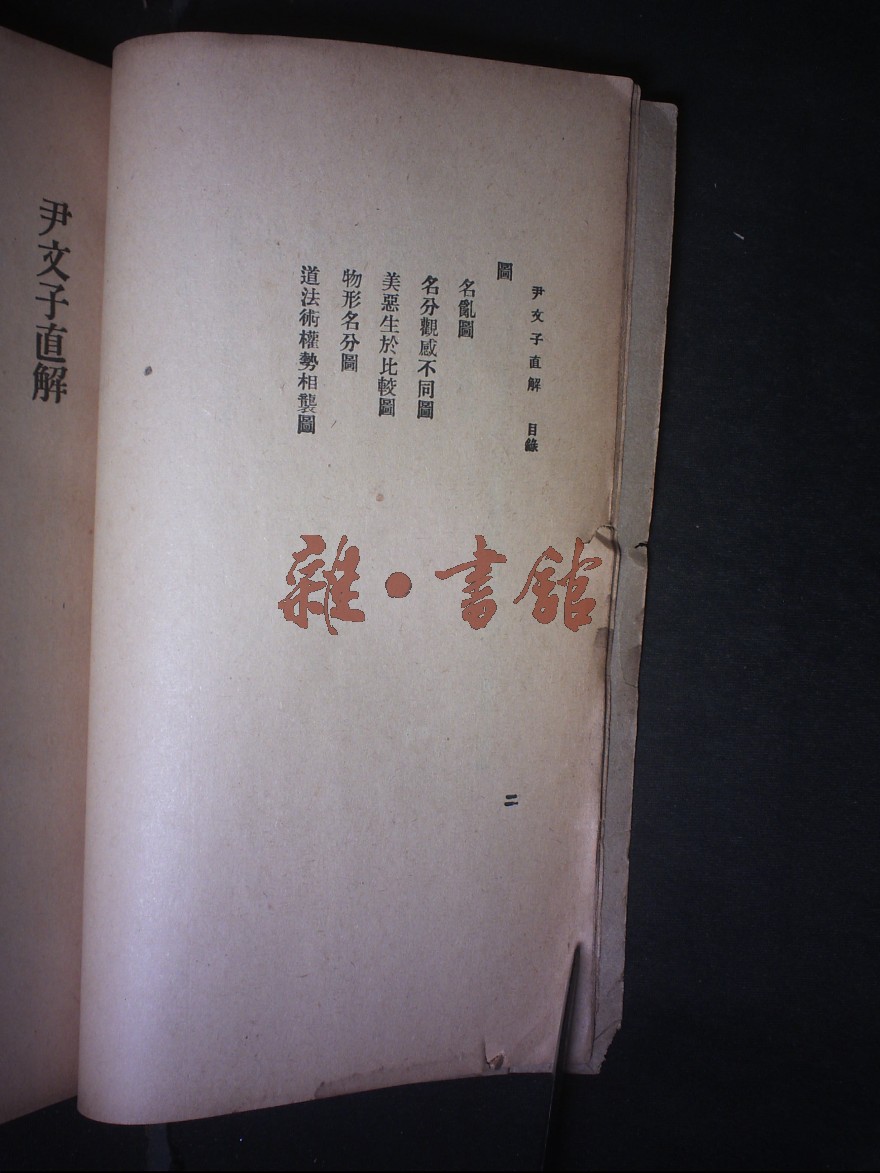 尹文子直解　目錄
圖
名亂圖
名分觀感不同圖
美惡生於比較圖
物形名分圖
道法術權勢相襲圖
二
尹文子直解
雜・書館